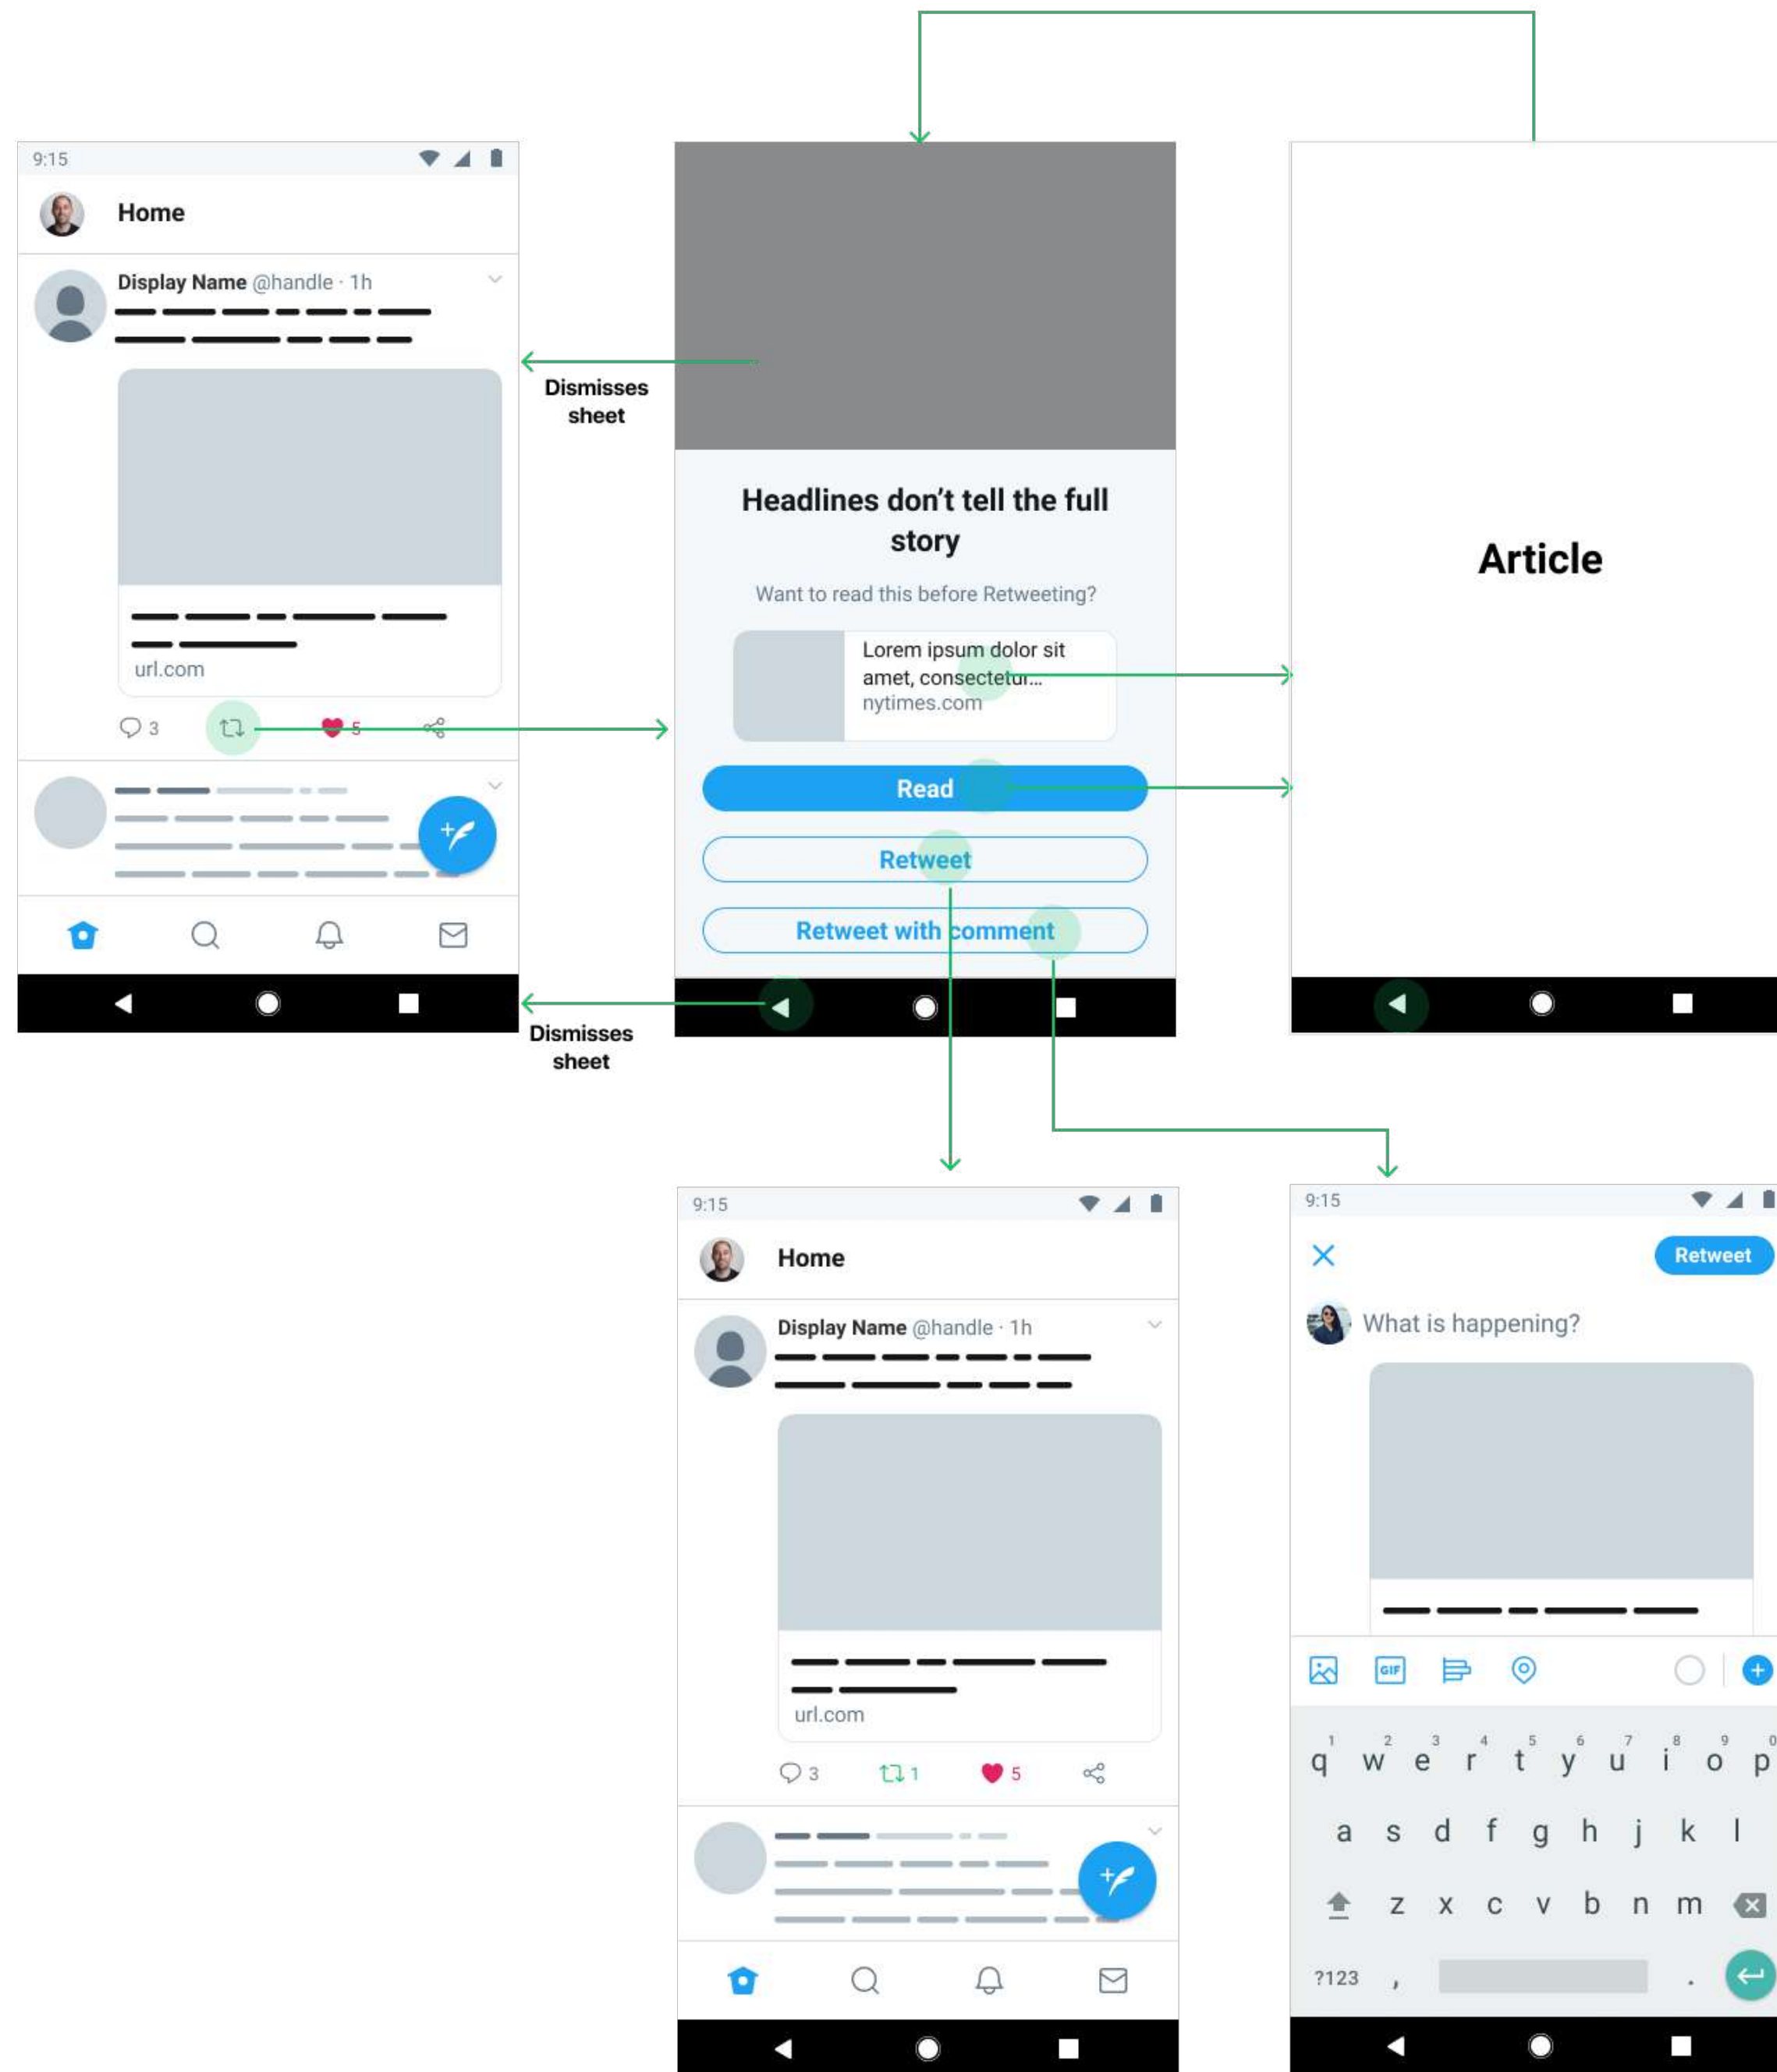 9:15
Home
Display Name @handle · 1h
url.com
3
5
Dismisses
sheet
Dismisses
sheet
Headlines don't tell the full
story
Want to read this before Retweeting?
Lorem ipsum dolor sit
amet, consectetur...
nytimes.com
Read
Retweet
Retweet with comment
Article
9:15
Home
Display Name @handle · 1h
url.com
3 1 5
9:15
Retweet
What is happening?
GIF
1 2 3 4 5 6 7 8 9 0
q w e r t y u i o p
a s d f g h j k l
z x c v b n m
?123 , .